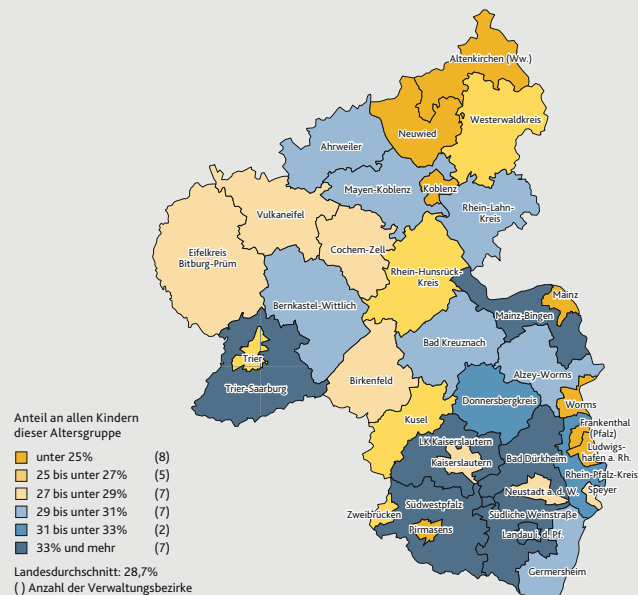 Altenkirchen (Ww.)
Westerwaldkreis
Neuwied
Ahrweiler
Mayen-Koblenz
Koblenz
Rhein-Lahn-
Kreis
Vulkaneifel
Cochem-Zell
Eifelkreis
Bitburg-Prüm
Rhein-Hunsrück-
Kreis
Bernkastel-Wittlich
Mainz
Mainz-Bingen
Bad Kreuznach
Trier
Alzey-Worms
Birkenfeld
Trier-Saarburg
Donnersbergkreis
Worms
Anteil an allen Kindern
dieser Altersgruppe
Kusel
Frankenthal
(Pfalz)
LK Kaiserslautern
Ludwigs-
hafen a. Rh.
unter 25% (8)
Kaiserslautern
Bad Dürkheim
25 bis unter 27% (5)
Rhein-Pfalz-Kreis
27 bis unter 29% (7)
Neustadt a. d. W.
Speyer
29 bis unter 31% (7)
Südwestpfalz
Zweibrücken
Südliche Weinstraße
31 bis unter 33% (2)
Pirmasens
Landau i. d. Pf.
33% und mehr (7)
Landesdurchschnitt: 28,7%
Germersheim
( ) Anzahl der Verwaltungsbezirke